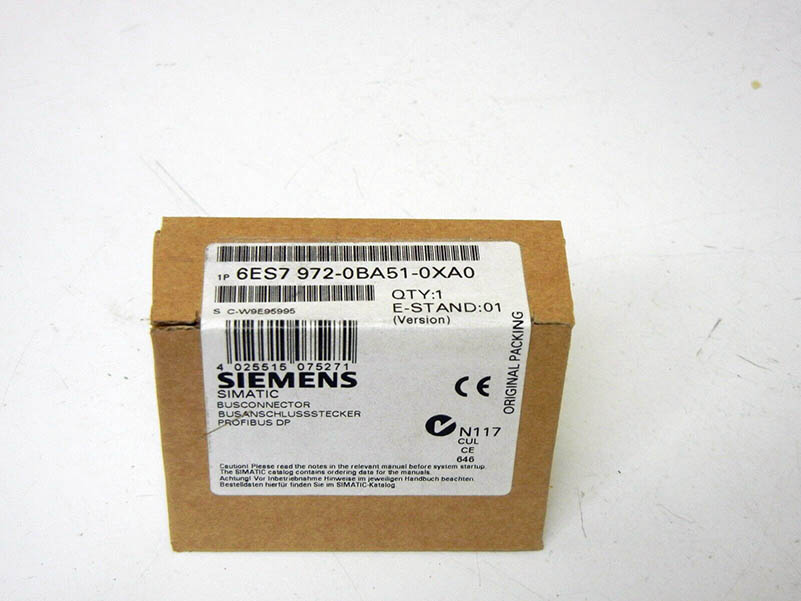 1P 6ES7 972-0BA51-0XA0
QTY:1
S C-W9E95995
E-STAND:01
(Version)
ORIGINAL PACKING
4 025515 075271
SIEMENS
SIMATIC
BUSCONNECTOR
BUSANSCHLUSSSTECKER
PROFIBUS DP
CE
N117
CUL
CE
646
Caution! Please read the notes in the relevant manual before system startup.
The SIMATIC catalog contains ordering data for the manuals.
Achtung! Vor Inbetriebnahme Hinweise im jeweiligen Handbuch beachten.
Bestelldaten hierfür finden Sie im SIMATIC-Katalog